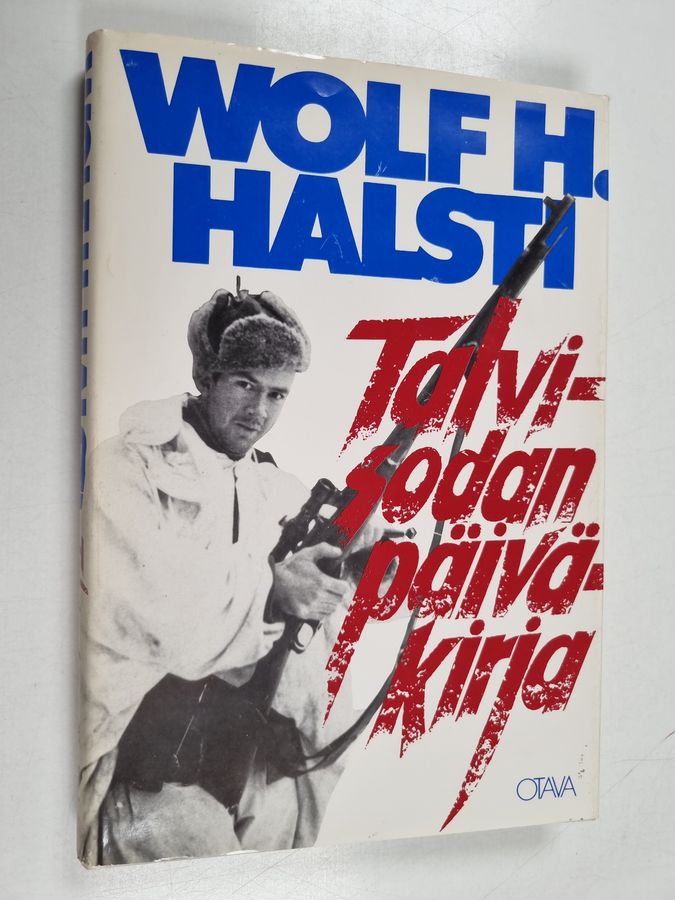 WOLF H.
HALSTI
Talvi-
sodan
päivä-
kirja
OTAVA